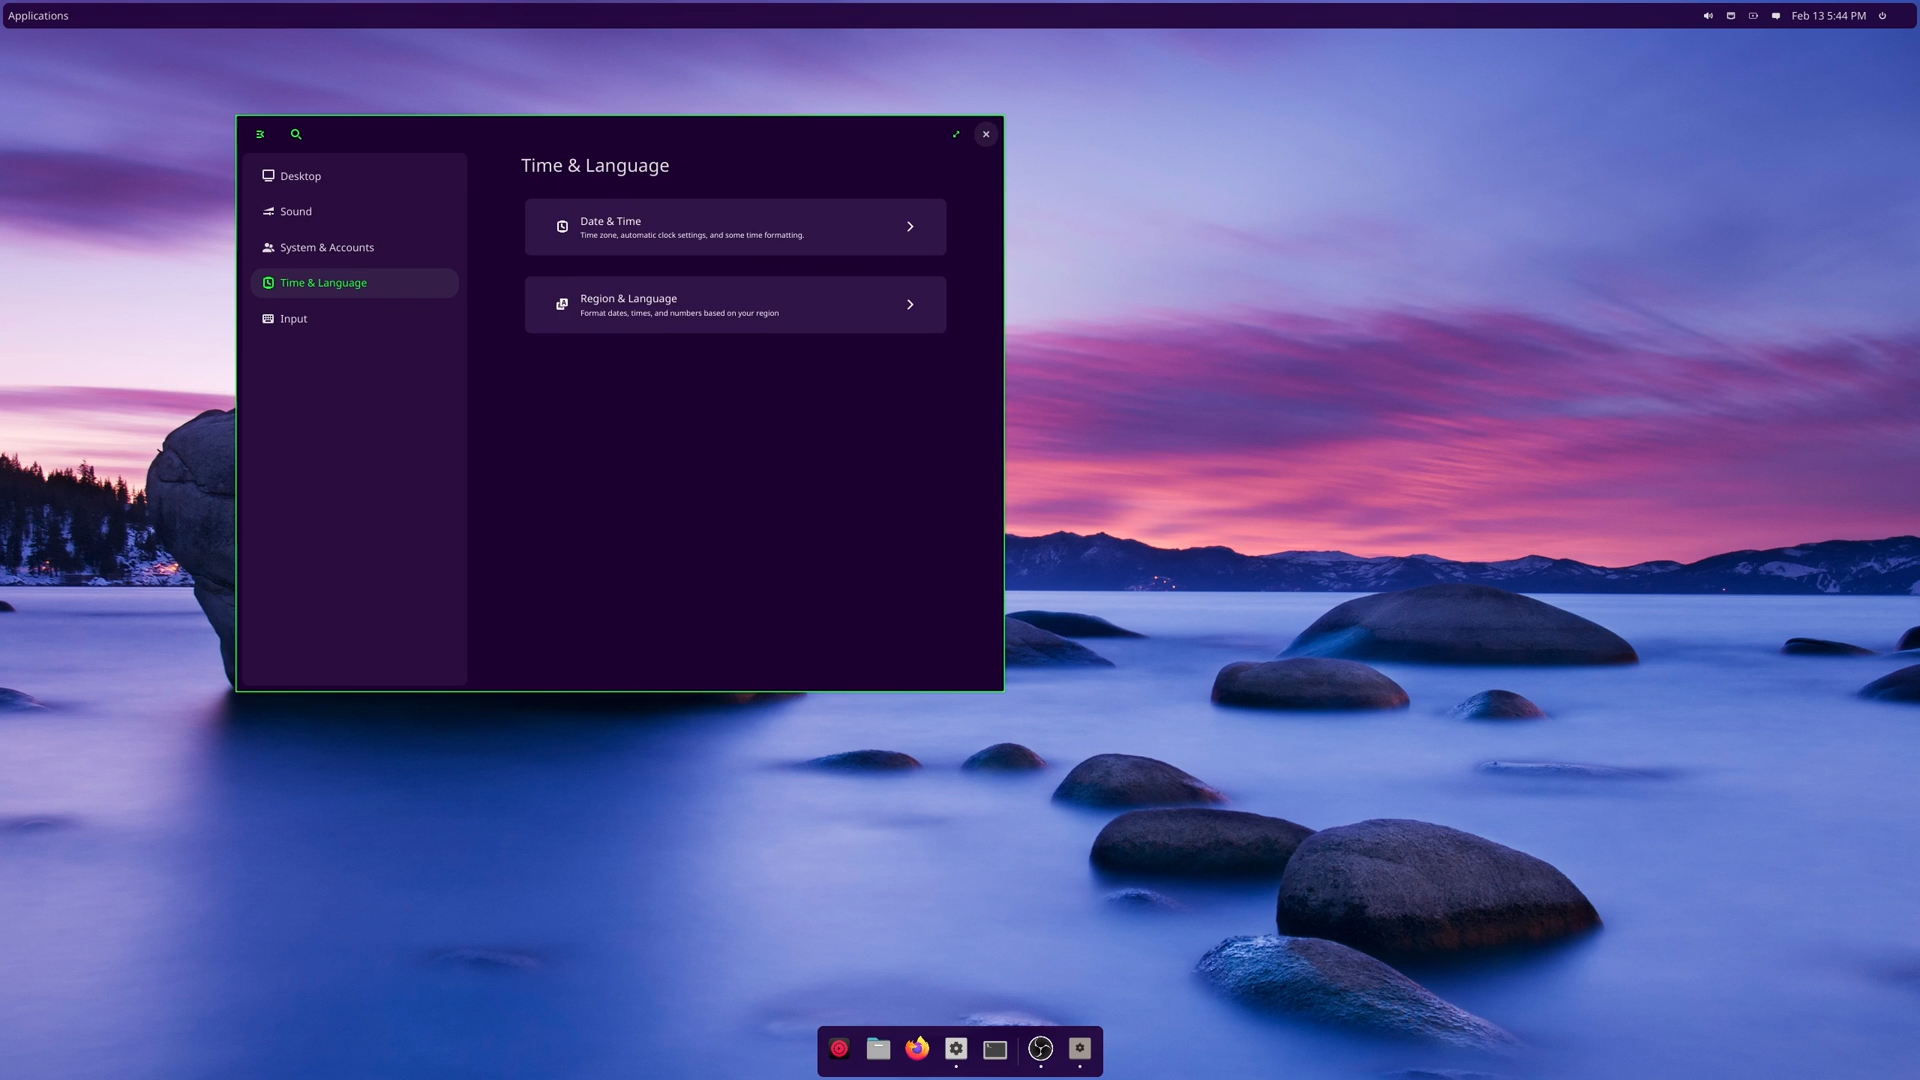 Applications
Feb 13 5:44 PM
Desktop
Sound
System & Accounts
Time & Language
Input
Time & Language
Date & Time
Time zone, automatic clock settings, and some time formatting.
Region & Language
Format dates, times, and numbers based on your region